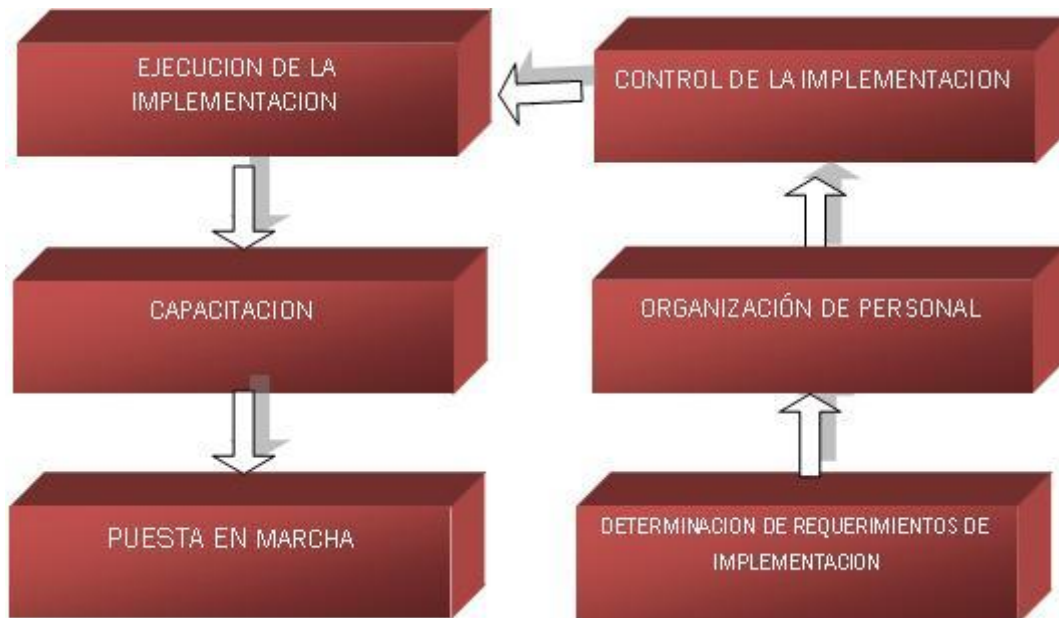 EJECUCION DE LA
IMPLEMENTACION
CONTROL DE LA IMPLEMENTACION
CAPACITACION
ORGANIZACIÓN DE PERSONAL
PUESTA EN MARCHA
DETERMINACION DE REQUERIMIENTOS DE
IMPLEMENTACION